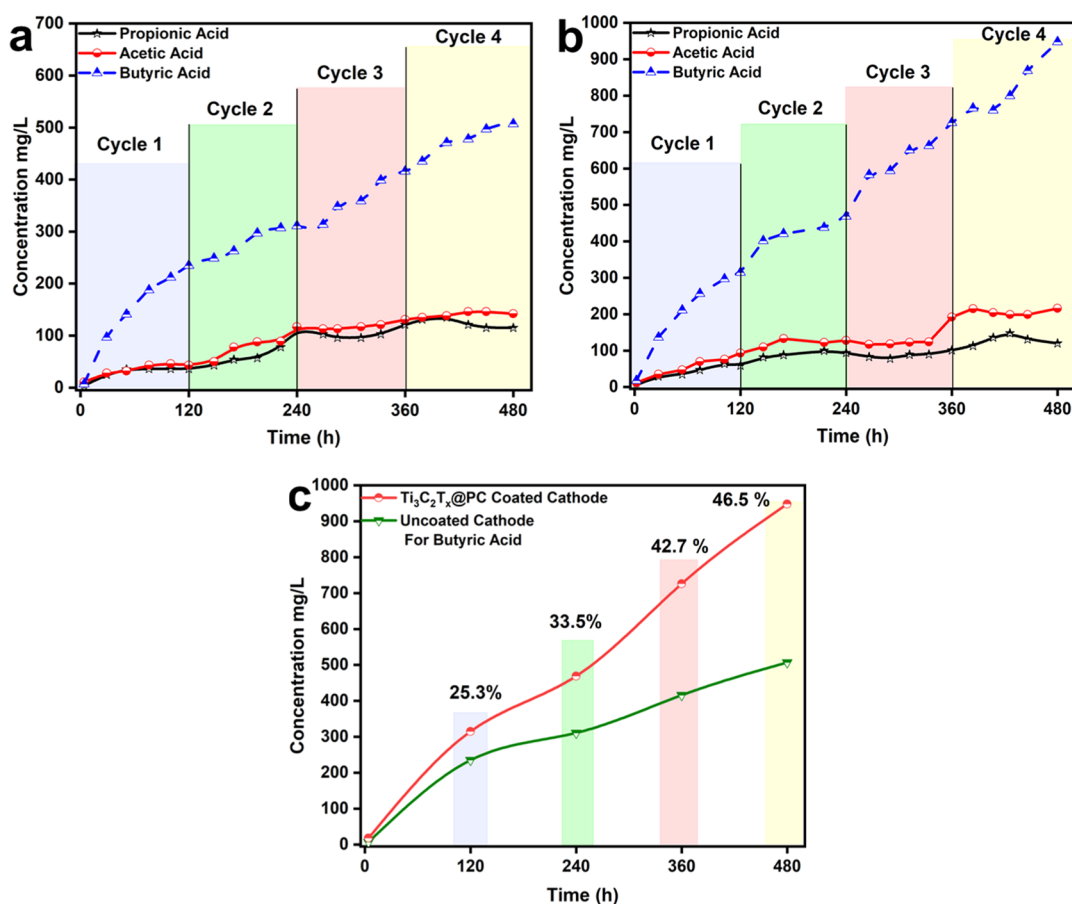 a
Propionic Acid
Acetic Acid
Butyric Acid
Cycle 1
Cycle 2
Cycle 3
Cycle 4
Concentration mg/L
700
600
500
400
300
200
100
0
0 120 240 360 480
Time (h)
b
Propionic Acid
Acetic Acid
Butyric Acid
Cycle 1
Cycle 2
Cycle 3
Cycle 4
Concentration mg/L
1000
900
800
700
600
500
400
300
200
100
0
0 120 240 360 480
Time (h)
c
Ti₃C₂Tₓ@PC Coated Cathode
Uncoated Cathode
For Butyric Acid
25.3%
33.5%
42.7 %
46.5 %
Concentration mg/L
1000
900
800
700
600
500
400
300
200
100
0
0 120 240 360 480
Time (h)